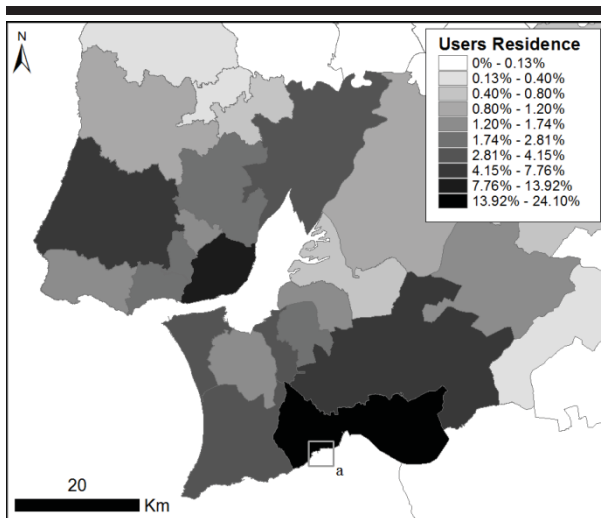 N
Users Residence
0% - 0.13%
0.13% - 0.40%
0.40% - 0.80%
0.80% - 1.20%
1.20% - 1.74%
1.74% - 2.81%
2.81% - 4.15%
4.15% - 7.76%
7.76% - 13.92%
13.92% - 24.10%
a
20
Km